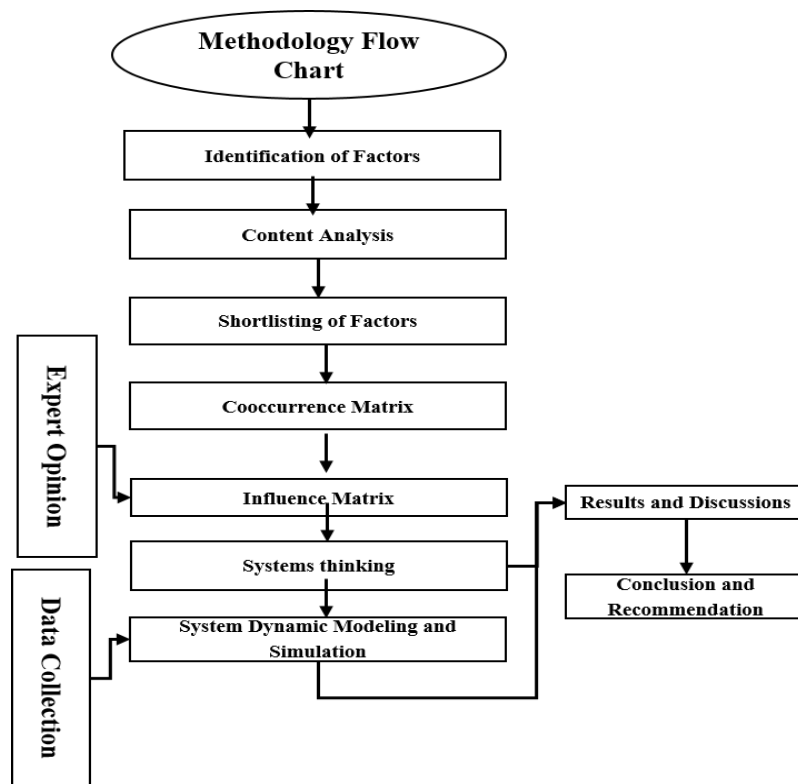 Methodology Flow
Chart
Identification of Factors
Content Analysis
Shortlisting of Factors
Cooccurrence Matrix
Expert Opinion
Influence Matrix
Systems thinking
Data Collection
System Dynamic Modeling and
Simulation
Results and Discussions
Conclusion and
Recommendation